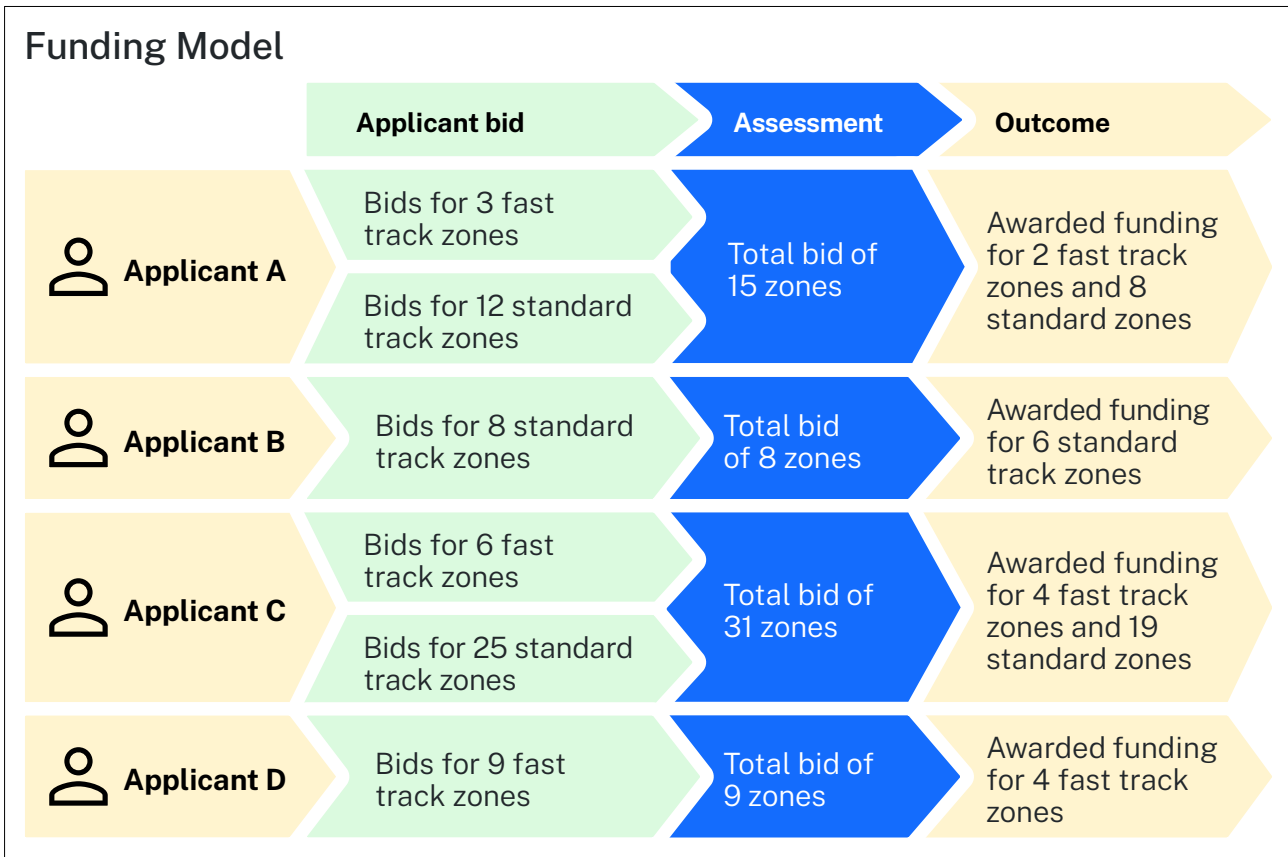 Funding Model
Applicant bid
Assessment
Outcome
Applicant A
Bids for 3 fast
track zones
Bids for 12 standard
track zones
Total bid of
15 zones
Awarded funding
for 2 fast track
zones and 8
standard zones
Applicant B
Bids for 8 standard
track zones
Total bid
of 8 zones
Awarded funding
for 6 standard
track zones
Applicant C
Bids for 6 fast
track zones
Bids for 25 standard
track zones
Total bid of
31 zones
Awarded funding
for 4 fast track
zones and 19
standard zones
Applicant D
Bids for 9 fast
track zones
Total bid of
9 zones
Awarded funding
for 4 fast track
zones